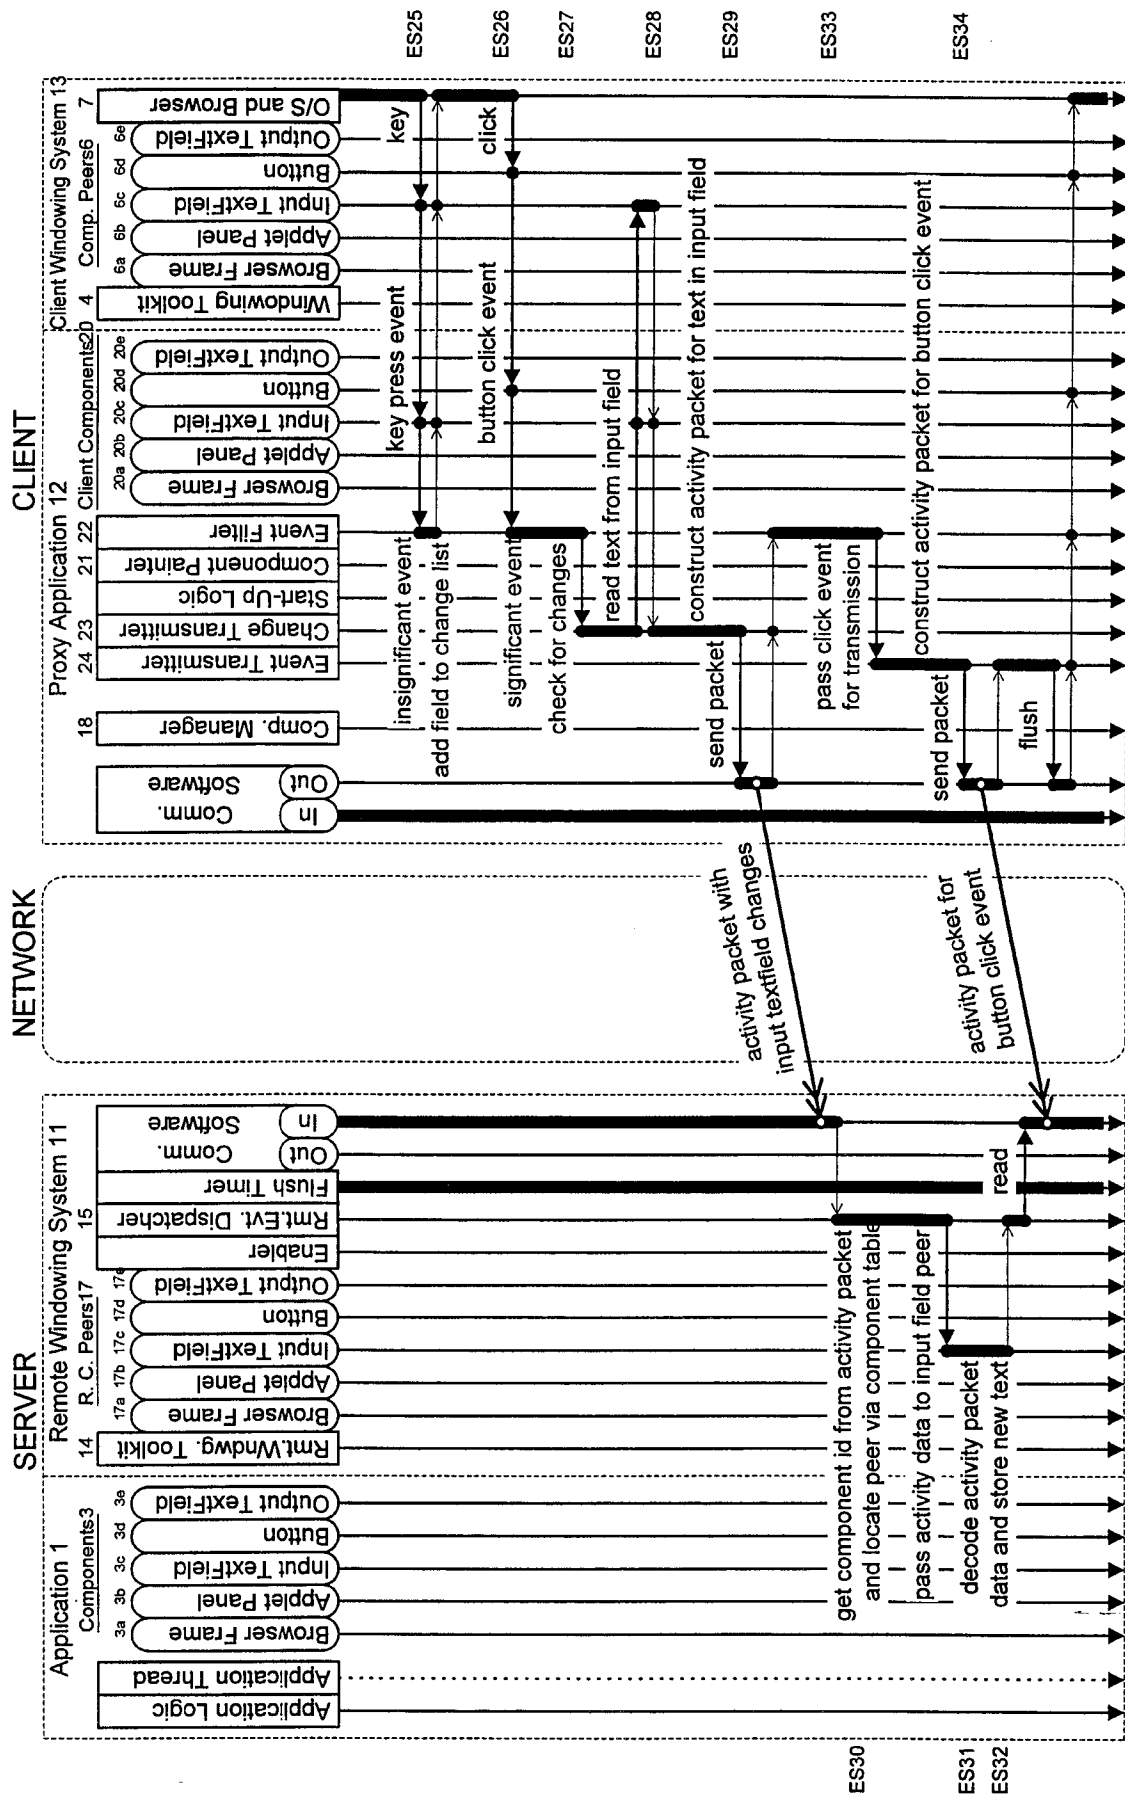 SERVER
NETWORK
CLIENT
Application 1
Components3
3a
3b
3c
3d
3e
Application Logic
Application Thread
Browser Frame
Applet Panel
Input TextField
Button
Output TextField
Remote Windowing System 11
14
R. C. Peers17
17a
17b
17c
17d
17e
15
Rmt.Wndwg. Toolkit
Browser Frame
Applet Panel
Input TextField
Button
Output TextField
Enabler
Rmt.Evt. Dispatcher
Flush Timer
Comm.
Software
Out
In
Proxy Application 12
18
24
23
21
22
Client Components20
20a
20b
20c
20d
20e
Comm.
Software
In
Out
Comp. Manager
Event Transmitter
Change Transmitter
Start-Up Logic
Component Painter
Event Filter
Browser Frame
Applet Panel
Input TextField
Button
Output TextField
Client Windowing System 13
4
Comp. Peers6
6a
6b
6c
6d
6e
7
Windowing Toolkit
Browser Frame
Applet Panel
Input TextField
Button
Output TextField
O/S and Browser
key
ES25
key press event
insignificant event
add field to change list
click
ES26
button click event
significant event
check for changes
ES27
read text from input field
ES28
construct activity packet for text in input field
send packet
ES29
activity packet with
input textfield changes
pass click event
for transmission
ES33
get component id from activity packet
and locate peer via component table
ES30
construct activity packet for button click event
pass activity data to input field peer
send packet
ES34
activity packet for
button click event
decode activity packet
data and store new text
ES31
ES32
read
flush